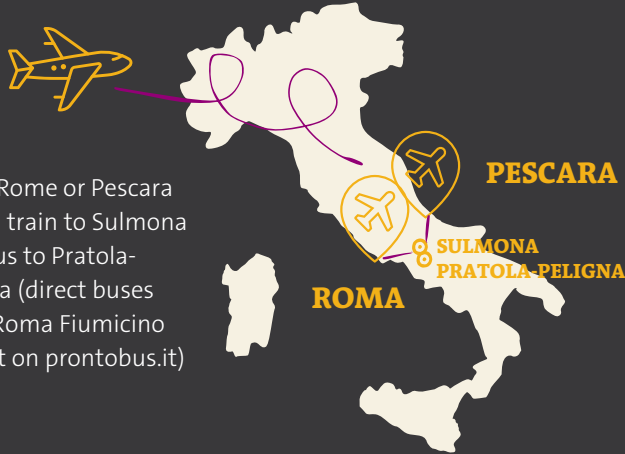 Rome or Pescara
train to Sulmona
us to Pratola-
a (direct buses
Roma Fiumicino
t on prontobus.it)
PESCARA
SULMONA
PRATOLA-PELIGNA
ROMA